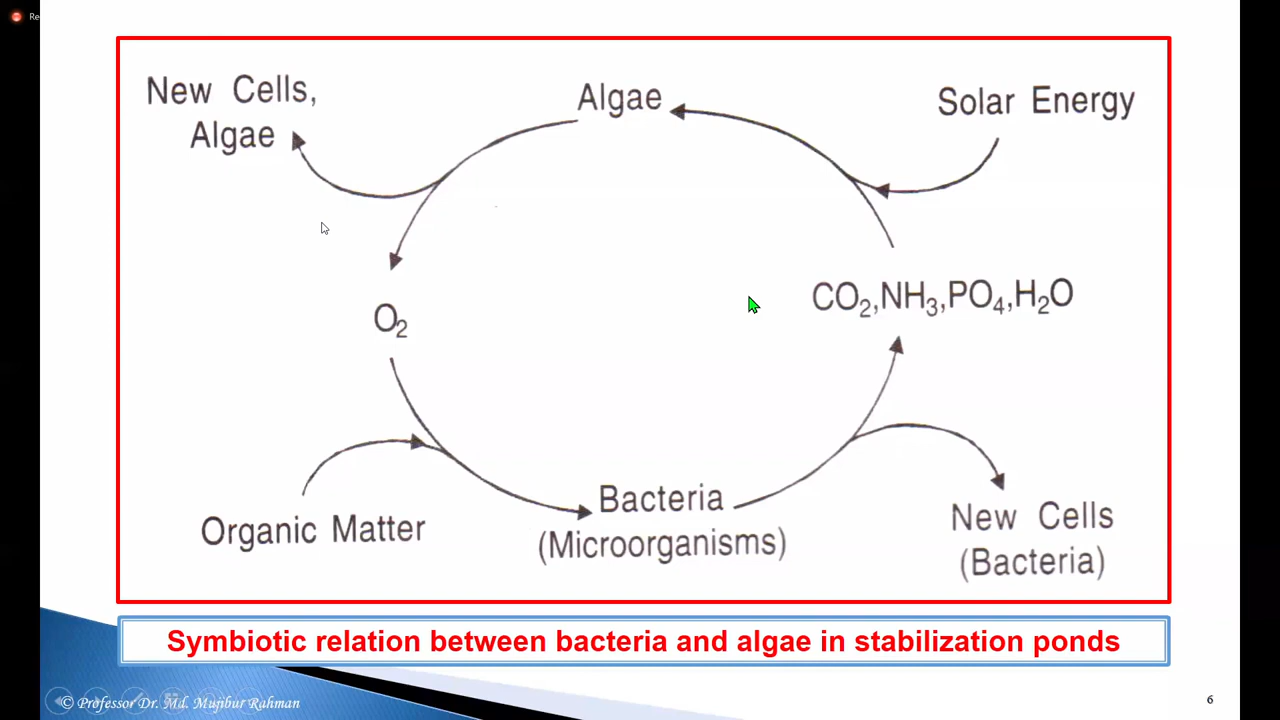 Re
New Cells,
Algae
Algae
Solar Energy
O₂
CO₂,NH₃,PO₄,H₂O
Organic Matter
Bacteria
(Microorganisms)
New Cells
(Bacteria)
Symbiotic relation between bacteria and algae in stabilization ponds
© Professor Dr. Md. Mujibur Rahman
6